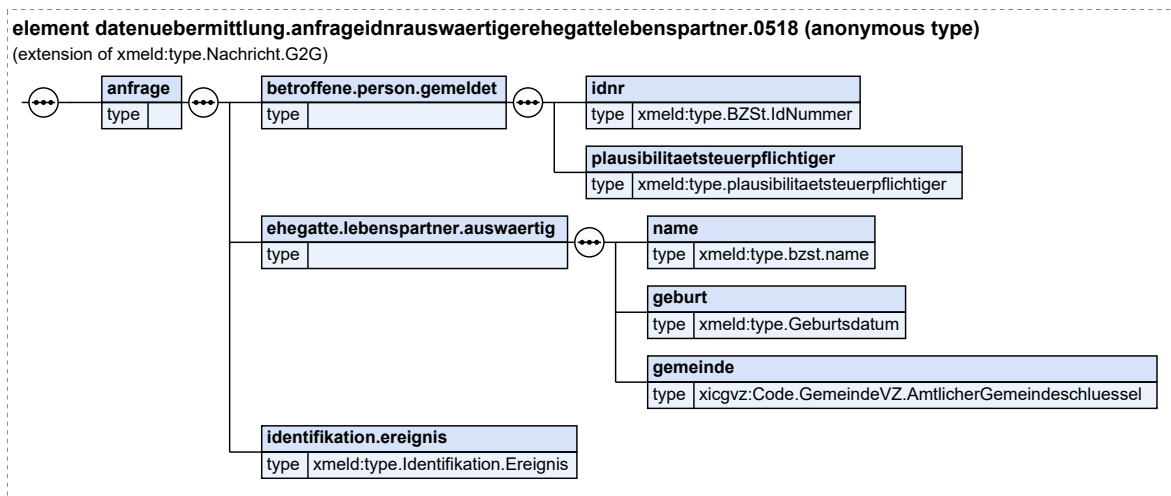 element datenuebermittlung.anfrageidnrauswaertigerehegattelebenspartner.0518 (anonymous type)
(extension of xmeld:type.Nachricht.G2G)
anfrage
type
betroffene.person.gemeldet
type
idnr
type xmeld:type.BZSt.IdNummer
plausibilitaetsteuerpflichtiger
type xmeld:type.plausibilitaetsteuerpflichtiger
ehegatte.lebenspartner.auswaertig
type
name
type xmeld:type.bzst.name
geburt
type xmeld:type.Geburtsdatum
gemeinde
type xicgvz:Code.GemeindeVZ.AmtlicherGemeindeschluessel
identifikation.ereignis
type xmeld:type.Identifikation.Ereignis